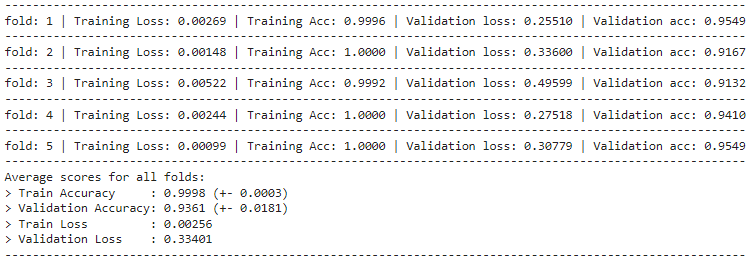 --------------------------------------------------------------------------------------------------------
fold: 1 | Training Loss: 0.00269 | Training Acc: 0.9996 | Validation loss: 0.25510 | Validation acc: 0.9549
--------------------------------------------------------------------------------------------------------
fold: 2 | Training Loss: 0.00148 | Training Acc: 1.0000 | Validation loss: 0.33600 | Validation acc: 0.9167
--------------------------------------------------------------------------------------------------------
fold: 3 | Training Loss: 0.00522 | Training Acc: 0.9992 | Validation loss: 0.49599 | Validation acc: 0.9132
--------------------------------------------------------------------------------------------------------
fold: 4 | Training Loss: 0.00244 | Training Acc: 1.0000 | Validation loss: 0.27518 | Validation acc: 0.9410
--------------------------------------------------------------------------------------------------------
fold: 5 | Training Loss: 0.00099 | Training Acc: 1.0000 | Validation loss: 0.30779 | Validation acc: 0.9549
--------------------------------------------------------------------------------------------------------
Average scores for all folds:
> Train Accuracy     : 0.9998 (+- 0.0003)
> Validation Accuracy: 0.9361 (+- 0.0181)
> Train Loss         : 0.00256
> Validation Loss    : 0.33401
--------------------------------------------------------------------------------------------------------